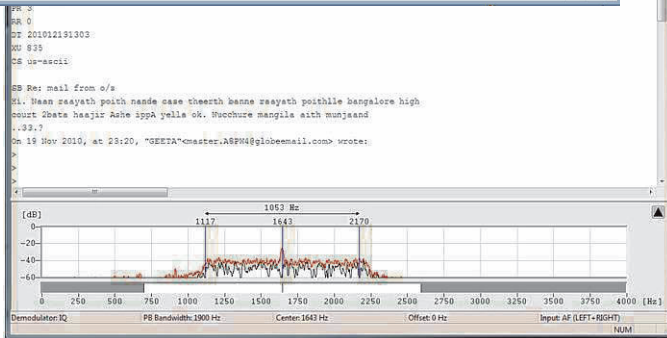 PR 3
RR 0
DT 201012191303
XU 835
CS us-ascii
SB Re: mail from o/s
Hi. Naan raayath poith nande case theerth banne raayath poithlle bangalore high
court 2bata haajir Ashe ippA yella ok. Nucchure mangila aith munjaand
..33.?
On 19 Nov 2010, at 23:20, "GEETA"<master.A8PW4@globeemail.com> wrote:
>
>
>
1053 Hz
[dB] 1117 1643 2170
0
-20
-40
-60
0 250 500 750 1000 1250 1500 1750 2000 2250 2500 2750 3000 3250 3500 3750 4000 [Hz]
Demodulator: IQ PB Bandwidth: 1900 Hz Center: 1643 Hz Offset: 0 Hz Input: AF (LEFT+RIGHT)
NUM